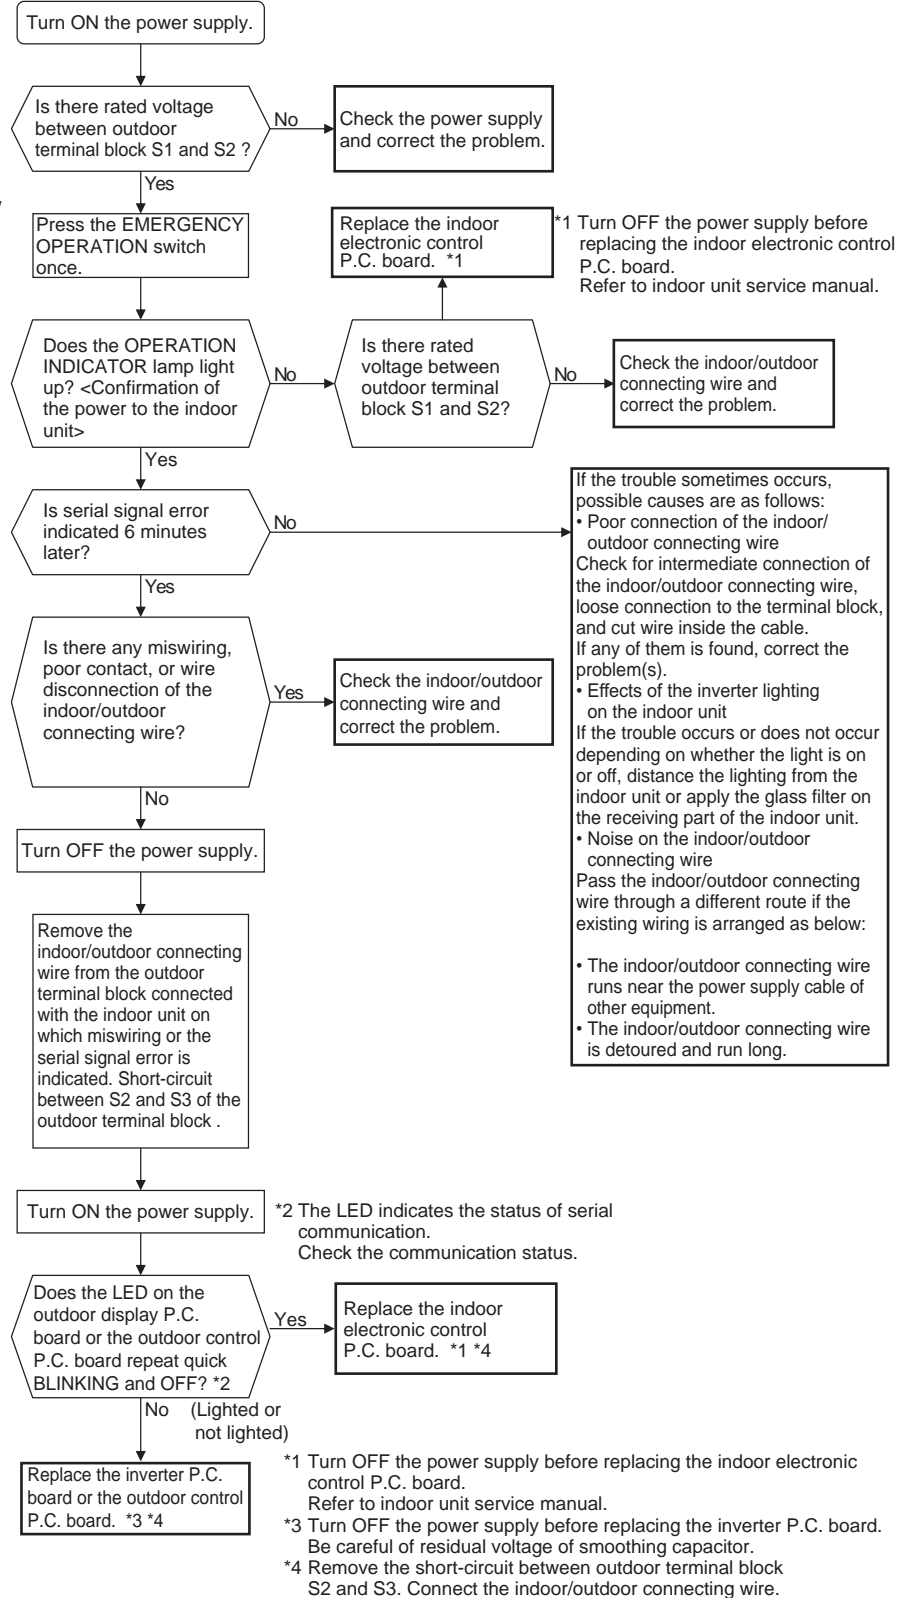 Turn ON the power supply.
Is there rated voltage
between outdoor
terminal block S1 and S2 ?
No
Check the power supply
and correct the problem.
Yes
Press the EMERGENCY
OPERATION switch
once.
Replace the indoor
electronic control
P.C. board. *1
*1 Turn OFF the power supply before
replacing the indoor electronic control
P.C. board.
Refer to indoor unit service manual.
Does the OPERATION
INDICATOR lamp light
up? <Confirmation of
the power to the indoor
unit>
No
Is there rated
voltage between
outdoor terminal
block S1 and S2?
No
Check the indoor/outdoor
connecting wire and
correct the problem.
Yes
Is serial signal error
indicated 6 minutes
later?
No
If the trouble sometimes occurs,
possible causes are as follows:
• Poor connection of the indoor/
outdoor connecting wire
Check for intermediate connection of
the indoor/outdoor connecting wire,
loose connection to the terminal block,
and cut wire inside the cable.
If any of them is found, correct the
problem(s).
• Effects of the inverter lighting
on the indoor unit
If the trouble occurs or does not occur
depending on whether the light is on
or off, distance the lighting from the
indoor unit or apply the glass filter on
the receiving part of the indoor unit.
• Noise on the indoor/outdoor
connecting wire
Pass the indoor/outdoor connecting
wire through a different route if the
existing wiring is arranged as below:
• The indoor/outdoor connecting wire
runs near the power supply cable of
other equipment.
• The indoor/outdoor connecting wire
is detoured and run long.
Yes
Is there any miswiring,
poor contact, or wire
disconnection of the
indoor/outdoor
connecting wire?
Yes
Check the indoor/outdoor
connecting wire and
correct the problem.
No
Turn OFF the power supply.
Remove the
indoor/outdoor connecting
wire from the outdoor
terminal block connected
with the indoor unit on
which miswiring or the
serial signal error is
indicated. Short-circuit
between S2 and S3 of the
outdoor terminal block .
Turn ON the power supply.
*2 The LED indicates the status of serial
communication.
Check the communication status.
Does the LED on the
outdoor display P.C.
board or the outdoor control
P.C. board repeat quick
BLINKING and OFF? *2
Yes
Replace the indoor
electronic control
P.C. board. *1 *4
No (Lighted or
not lighted)
Replace the inverter P.C.
board or the outdoor control
P.C. board. *3 *4
*1 Turn OFF the power supply before replacing the indoor electronic
control P.C. board.
Refer to indoor unit service manual.
*3 Turn OFF the power supply before replacing the inverter P.C. board.
Be careful of residual voltage of smoothing capacitor.
*4 Remove the short-circuit between outdoor terminal block
S2 and S3. Connect the indoor/outdoor connecting wire.